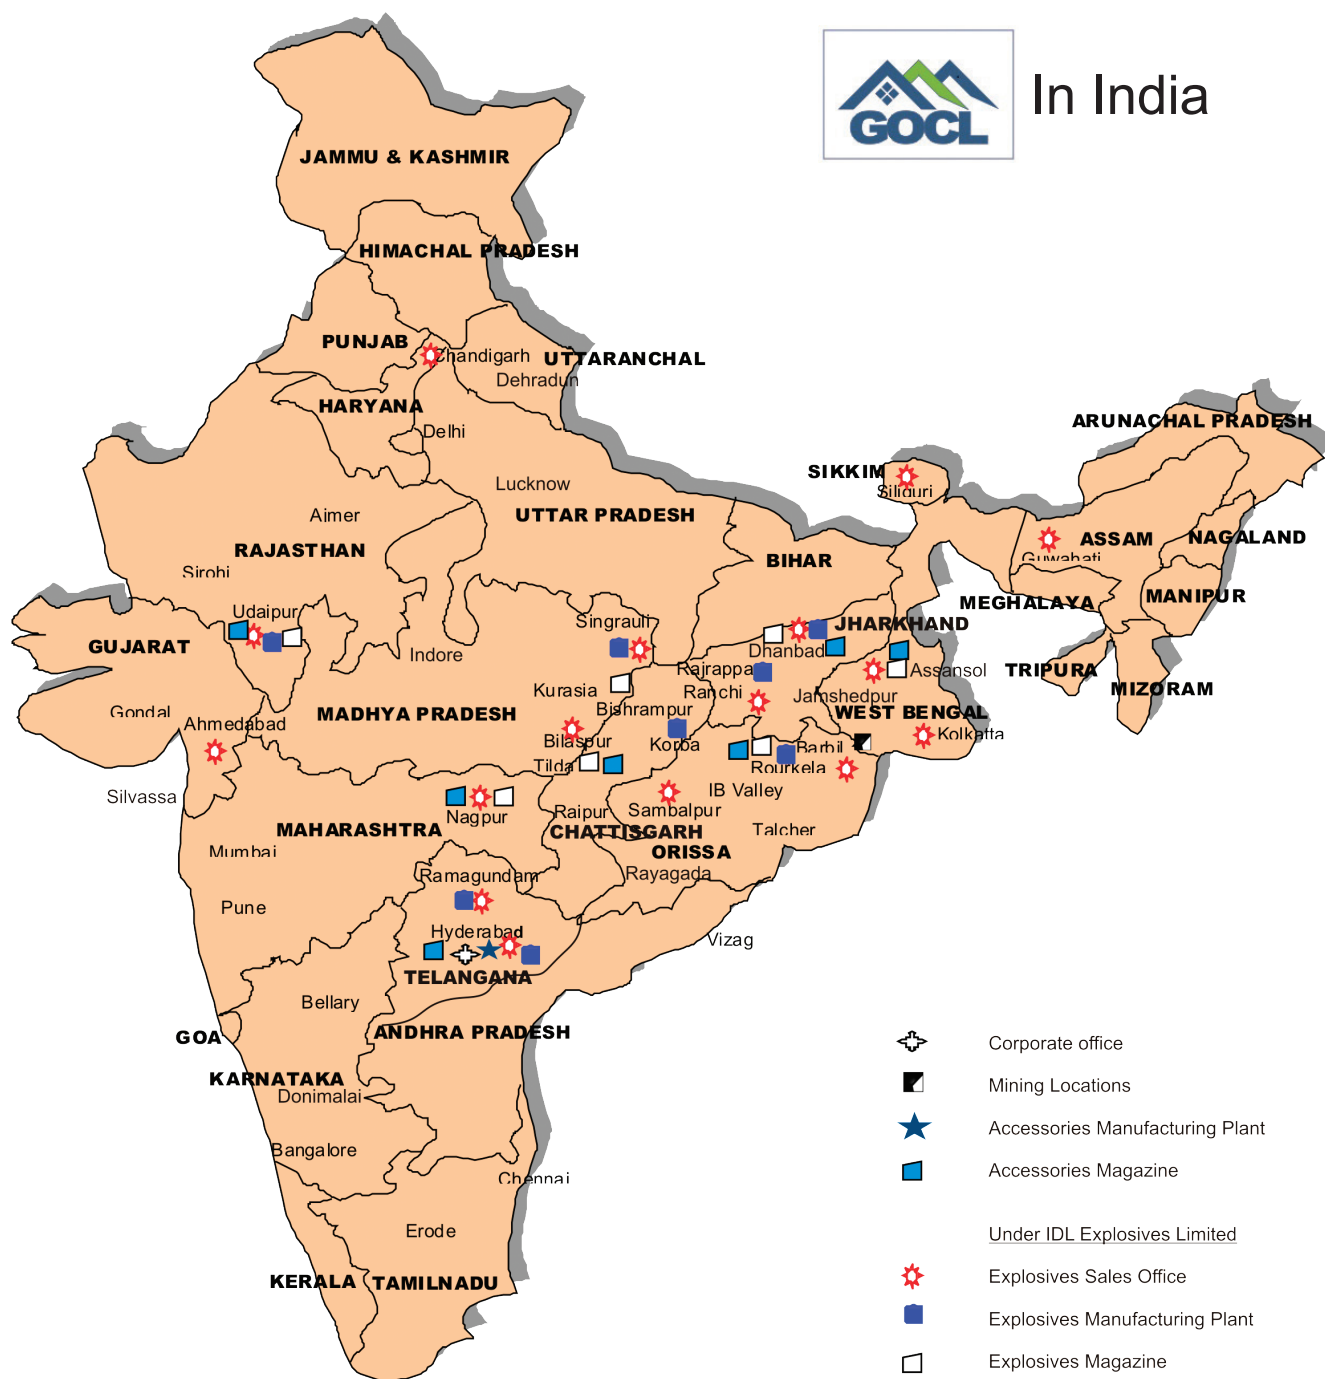 GOCL
In India
JAMMU & KASHMIR
HIMACHAL PRADESH
PUNJAB
Chandigarh
UTTARANCHAL
Dehradun
HARYANA
Delhi
ARUNACHAL PRADESH
SIKKIM
Siliguri
Lucknow
UTTAR PRADESH
Ajmer
RAJASTHAN
Sirohi
BIHAR
ASSAM
NAGALAND
Guwahati
MEGHALAYA
MANIPUR
Udaipur
Singrauli
JHARKHAND
GUJARAT
Indore
Dhanbad
Rajrappa
Assansol
TRIPURA
MIZORAM
Kurasia
Ranchi
Jamshedpur
Bishrampur
MADHYA PRADESH
WEST BENGAL
Gondal
Ahmedabad
Bilaspur
Korba
Barbil
Kolkatta
Tilda
Rourkela
IB Valley
Silvassa
Nagpur
Raipur
Sambalpur
MAHARASHTRA
CHATTISGARH
Talcher
Mumbai
ORISSA
Ramagundam
Rayagada
Pune
Hyderabad
Vizag
TELANGANA
Bellary
GOA
ANDHRA PRADESH
KARNATAKA
Donimalai
Bangalore
Chennai
Erode
KERALA
TAMILNADU
Corporate office
Mining Locations
Accessories Manufacturing Plant
Accessories Magazine
Under IDL Explosives Limited
Explosives Sales Office
Explosives Manufacturing Plant
Explosives Magazine